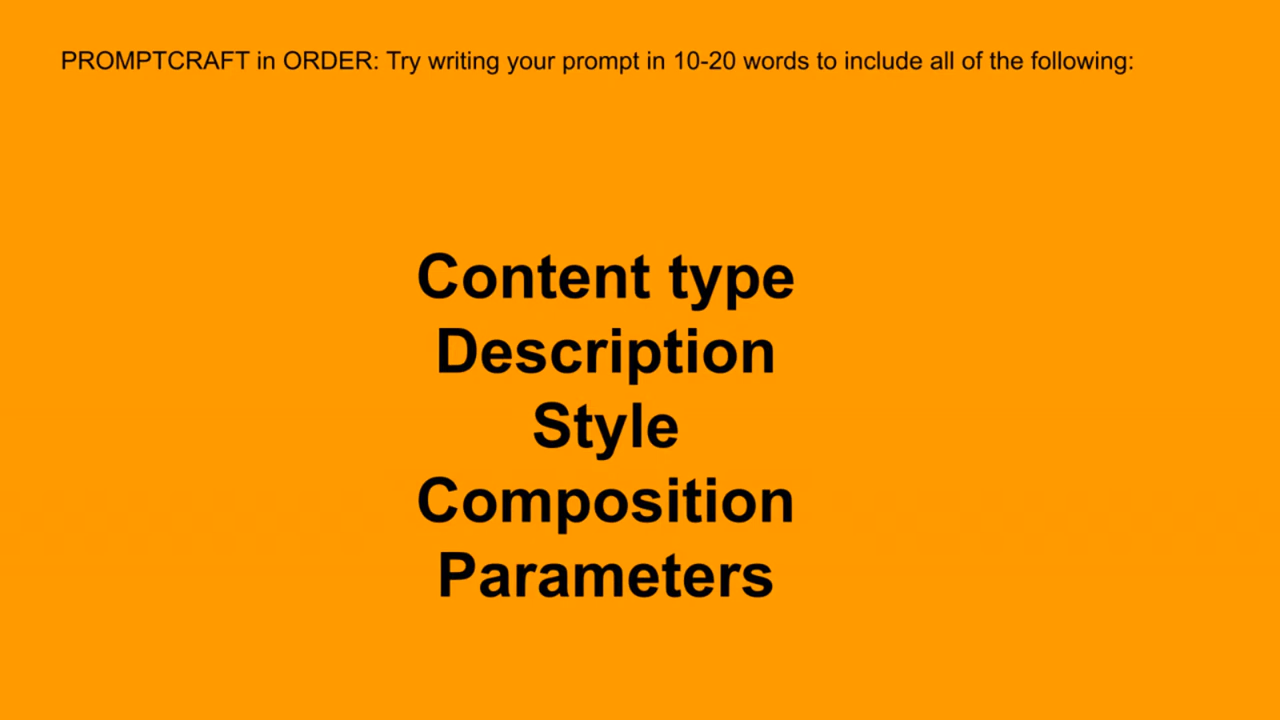 PROMPTCRAFT in ORDER: Try writing your prompt in 10-20 words to include all of the following:
Content type
Description
Style
Composition
Parameters